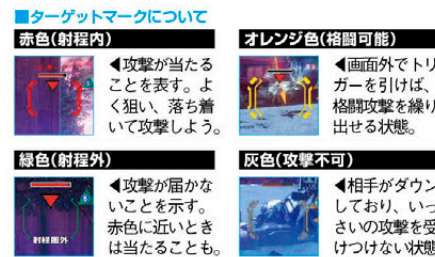 ■ターゲットマークについて
赤色(射程内)
◀攻撃が当たる
ことを表す。よ
く狙い、落ち着
いて攻撃しよう。
オレンジ色(格闘可能)
◀画面外でトリ
ガーを引けば、
格闘攻撃を繰り
出せる状態。
緑色(射程外)
射程圏外
◀攻撃が届かな
いことを示す。
赤色に近いとき
は当たることも。
灰色(攻撃不可)
◀相手がダウン
しており、いっ
さいの攻撃を受
けつけない状態